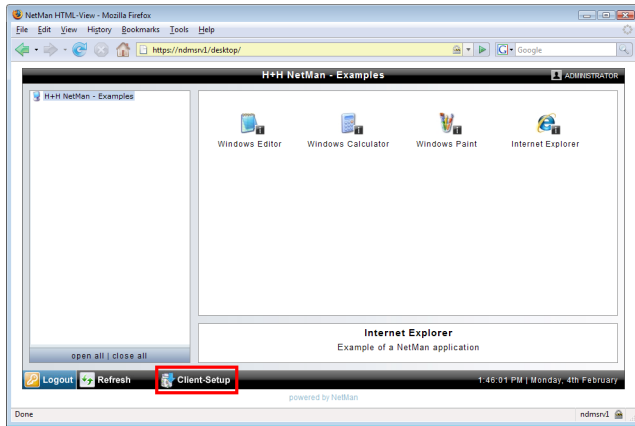 NetMan HTML-View - Mozilla Firefox
File Edit View History Bookmarks Tools Help
https://ndmsrv1/desktop/
G Google
H+H NetMan - Examples
ADMINISTRATOR
H+H NetMan - Examples
Windows Editor Windows Calculator Windows Paint Internet Explorer
Internet Explorer
Example of a NetMan application
open all | close all
Logout Refresh Client-Setup 1:46:01 PM | Monday, 4th February
powered by NetMan
Done ndmsrv1